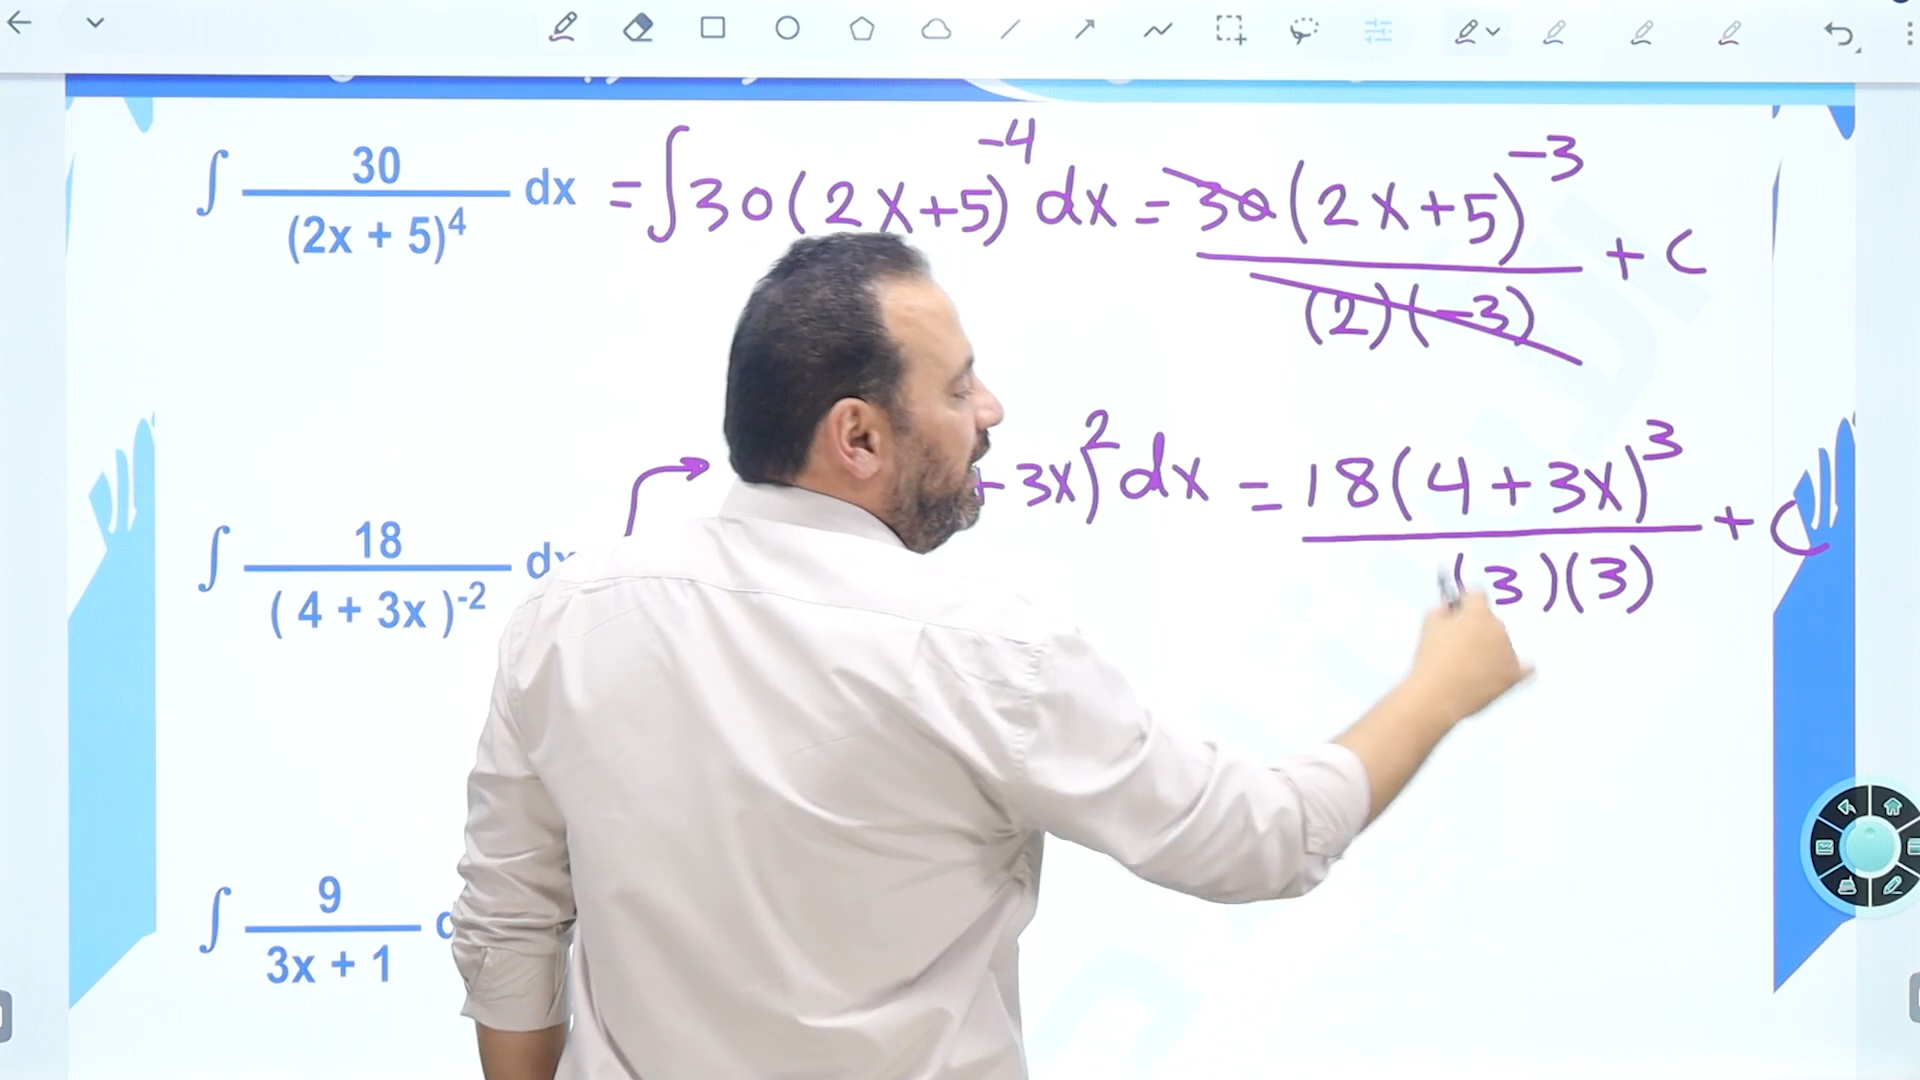 ∫ 30 / (2x + 5)⁴ dx = ∫30(2x+5)⁻⁴ dx = 30(2x+5)⁻³ / (2)(-3) + C
∫ 18 / ( 4 + 3x )⁻² dx + 3x)² dx = 18(4+3x)³ / (3)(3) + C
∫ 9 / 3x + 1